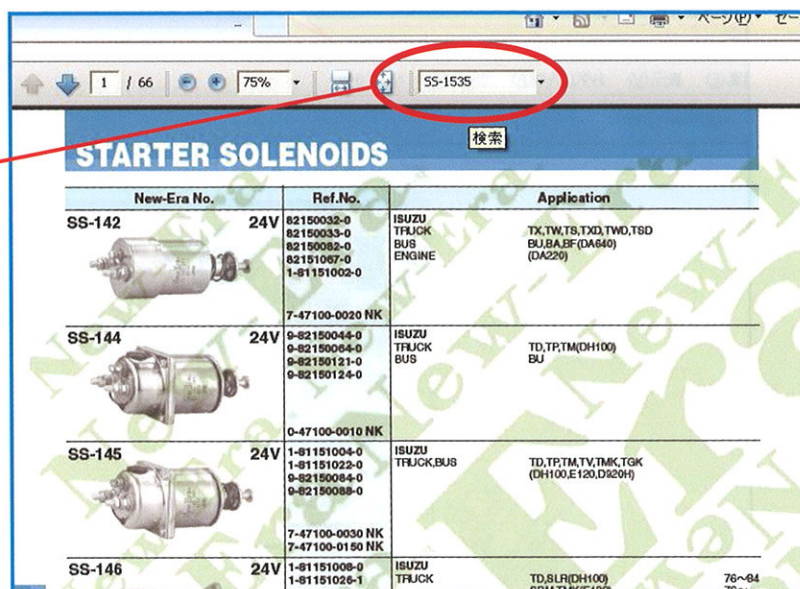 ページ(P)
1 / 66 75% SS-1535
検索
STARTER SOLENOIDS
New-Era No. Ref.No. Application
SS-142 24V 82150032-0 ISUZU
82150033-0 TRUCK TX,TW,TS,TXD,TWD,TSD
82150082-0 BUS BU,BA,BF(DA640)
82151067-0 ENGINE (DA220)
1-81151002-0
7-47100-0020 NK
SS-144 24V 9-82150044-0 ISUZU
9-82150064-0 TRUCK TD,TP,TM(DH100)
9-82150121-0 BUS BU
9-82150124-0
0-47100-0010 NK
SS-145 24V 1-81151004-0 ISUZU
1-81151022-0 TRUCK,BUS TD,TP,TM,TV,TMK,TGK
9-82150084-0 (DH100,E120,D920H)
9-82150088-0
7-47100-0030 NK
7-47100-0150 NK
SS-146 24V 1-81151008-0 ISUZU
1-81151026-1 TRUCK TD,SLR(DH100) 76~84
New-Era